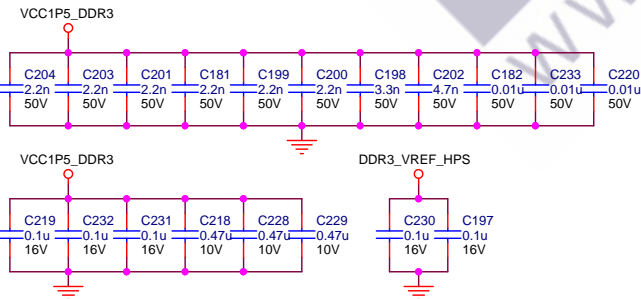 VCC1P5_DDR3
C204 C203 C201 C181 C199 C200 C198 C202 C182 C233 C220
2.2n 2.2n 2.2n 2.2n 2.2n 2.2n 3.3n 4.7n 0.01u 0.01u 0.01u
50V 50V 50V 50V 50V 50V 50V 50V 50V 50V 50V
VCC1P5_DDR3 DDR3_VREF_HPS
C219 C232 C231 C218 C228 C229 C230 C197
0.1u 0.1u 0.1u 0.47u 0.47u 0.47u 0.1u 0.1u
16V 16V 16V 10V 10V 10V 16V 16V